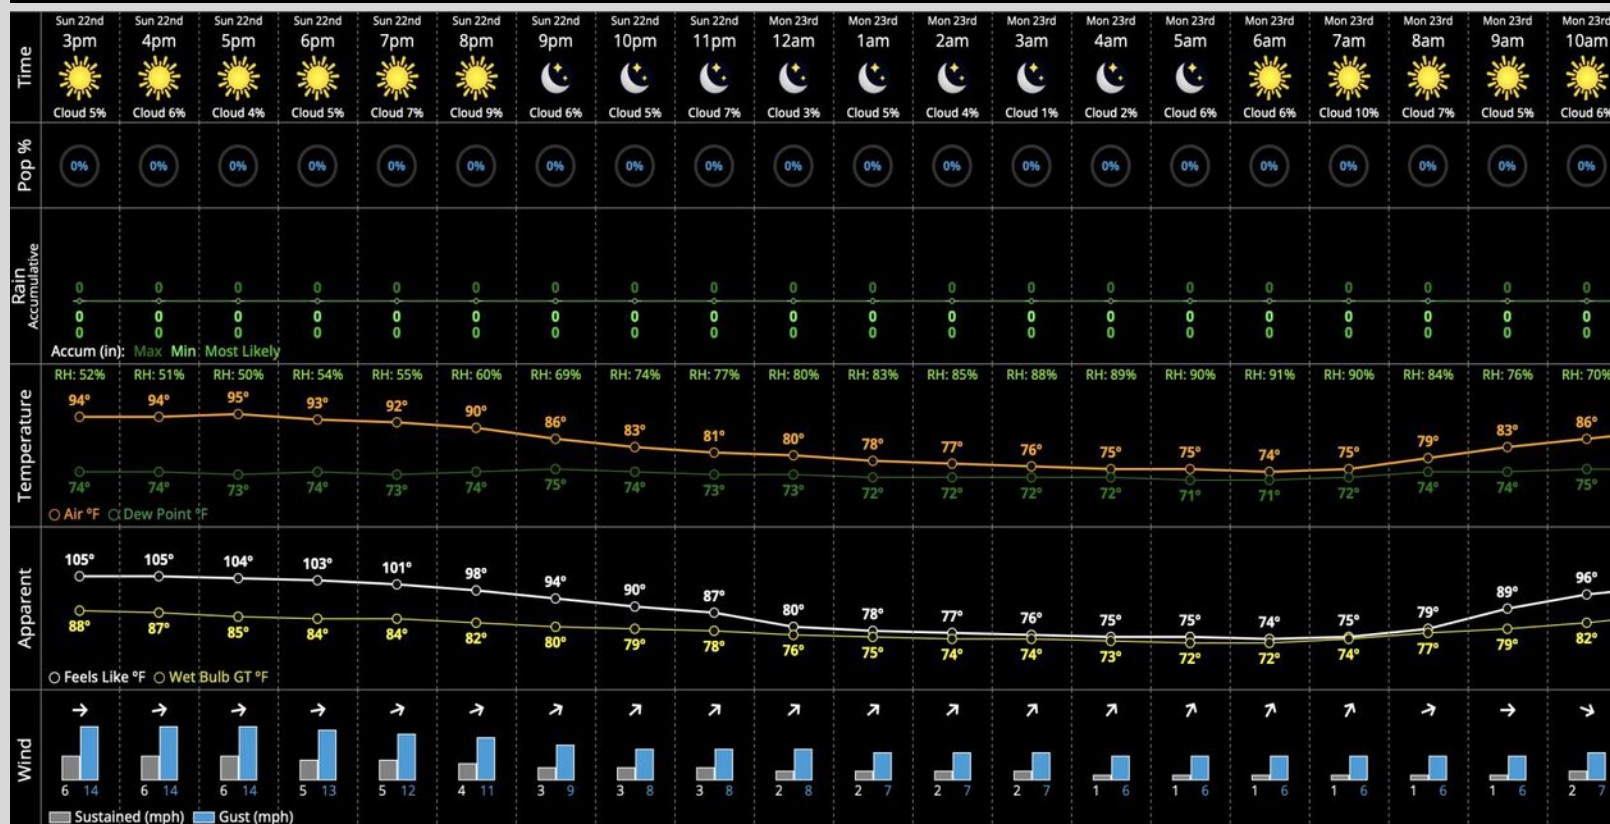 Time
Sun 22nd Sun 22nd Sun 22nd Sun 22nd Sun 22nd Sun 22nd Sun 22nd Sun 22nd Sun 22nd Mon 23rd Mon 23rd Mon 23rd Mon 23rd Mon 23rd Mon 23rd Mon 23rd Mon 23rd Mon 23rd Mon 23rd Mon 23rd
3pm 4pm 5pm 6pm 7pm 8pm 9pm 10pm 11pm 12am 1am 2am 3am 4am 5am 6am 7am 8am 9am 10am
Cloud 5% Cloud 6% Cloud 4% Cloud 5% Cloud 7% Cloud 9% Cloud 6% Cloud 5% Cloud 7% Cloud 3% Cloud 5% Cloud 4% Cloud 1% Cloud 2% Cloud 6% Cloud 6% Cloud 10% Cloud 7% Cloud 5% Cloud 6%
Pop %
0% 0% 0% 0% 0% 0% 0% 0% 0% 0% 0% 0% 0% 0% 0% 0% 0% 0% 0% 0%
Rain
Accumulative
0 0 0 0 0 0 0 0 0 0 0 0 0 0 0 0 0 0 0 0
0 0 0 0 0 0 0 0 0 0 0 0 0 0 0 0 0 0 0 0
0 0 0 0 0 0 0 0 0 0 0 0 0 0 0 0 0 0 0 0
Accum (in): Max Min Most Likely
Temperature
RH: 52% RH: 51% RH: 50% RH: 54% RH: 55% RH: 60% RH: 69% RH: 74% RH: 77% RH: 80% RH: 83% RH: 85% RH: 88% RH: 89% RH: 90% RH: 91% RH: 90% RH: 84% RH: 76% RH: 70%
94° 94° 95° 93° 92° 90° 86° 83° 81° 80° 78° 77° 76° 75° 75° 74° 75° 79° 83° 86°
74° 74° 73° 74° 73° 74° 75° 74° 73° 73° 72° 72° 72° 72° 71° 71° 72° 74° 74° 75°
Air °F Dew Point °F
Apparent
105° 105° 104° 103° 101° 98° 94° 90° 87° 80° 78° 77° 76° 75° 75° 74° 75° 79° 89° 96°
88° 87° 85° 84° 84° 82° 80° 79° 78° 76° 75° 74° 74° 73° 72° 72° 74° 77° 79° 82°
Feels Like °F Wet Bulb GT °F
Wind
6 14 6 14 6 14 5 13 5 12 4 11 3 9 3 8 3 8 2 8 2 7 2 7 2 7 1 6 1 6 1 6 1 6 1 6 1 6 2 7
Sustained (mph) Gust (mph)